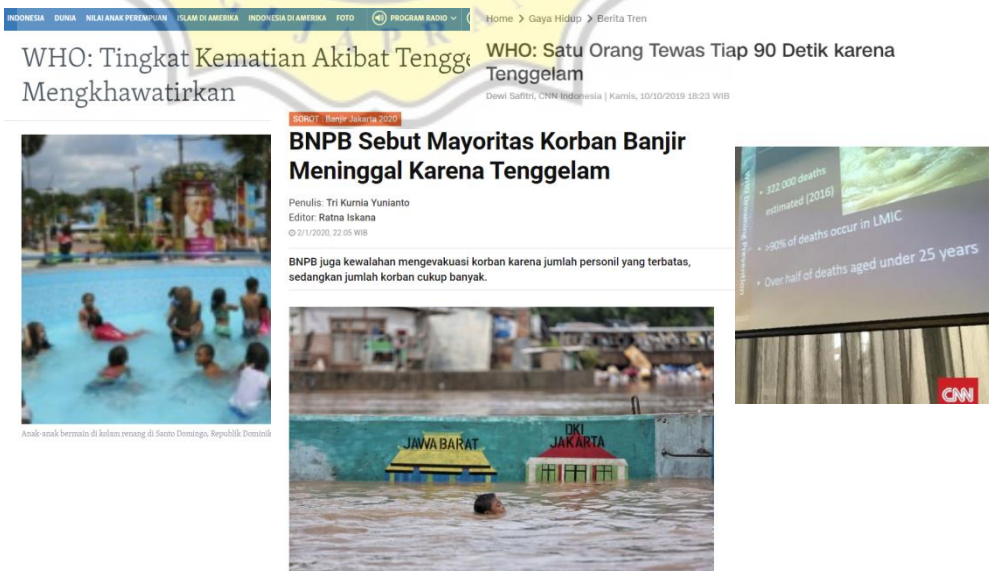 INDONESIA DUNIA NILAI ANAK PEREMPUAN ISLAM DI AMERIKA INDONESIA DI AMERIKA FOTO PROGRAM RADIO
WHO: Tingkat Kematian Akibat Tengge
Mengkhawatirkan
Anak-anak bermain di kolam renang di Santo Domingo, Republik Dominik
IJAPRA
Home > Gaya Hidup > Berita Tren
WHO: Satu Orang Tewas Tiap 90 Detik karena
Tenggelam
Dewi Safitri, CNN Indonesia | Kamis, 10/10/2019 18:23 WIB
SOROT Banjir Jakarta 2020
BNPB Sebut Mayoritas Korban Banjir
Meninggal Karena Tenggelam
Penulis: Tri Kurnia Yunianto
Editor: Ratna Iskana
2/1/2020, 22.05 WIB
BNPB juga kewalahan mengevakuasi korban karena jumlah personil yang terbatas,
sedangkan jumlah korban cukup banyak.
JAWA BARAT
DKI
JAKARTA
WHO Drowning Prevention
• 322 000 deaths
estimated (2016)
• >90% of deaths occur in LMIC
• Over half of deaths aged under 25 years
CNN